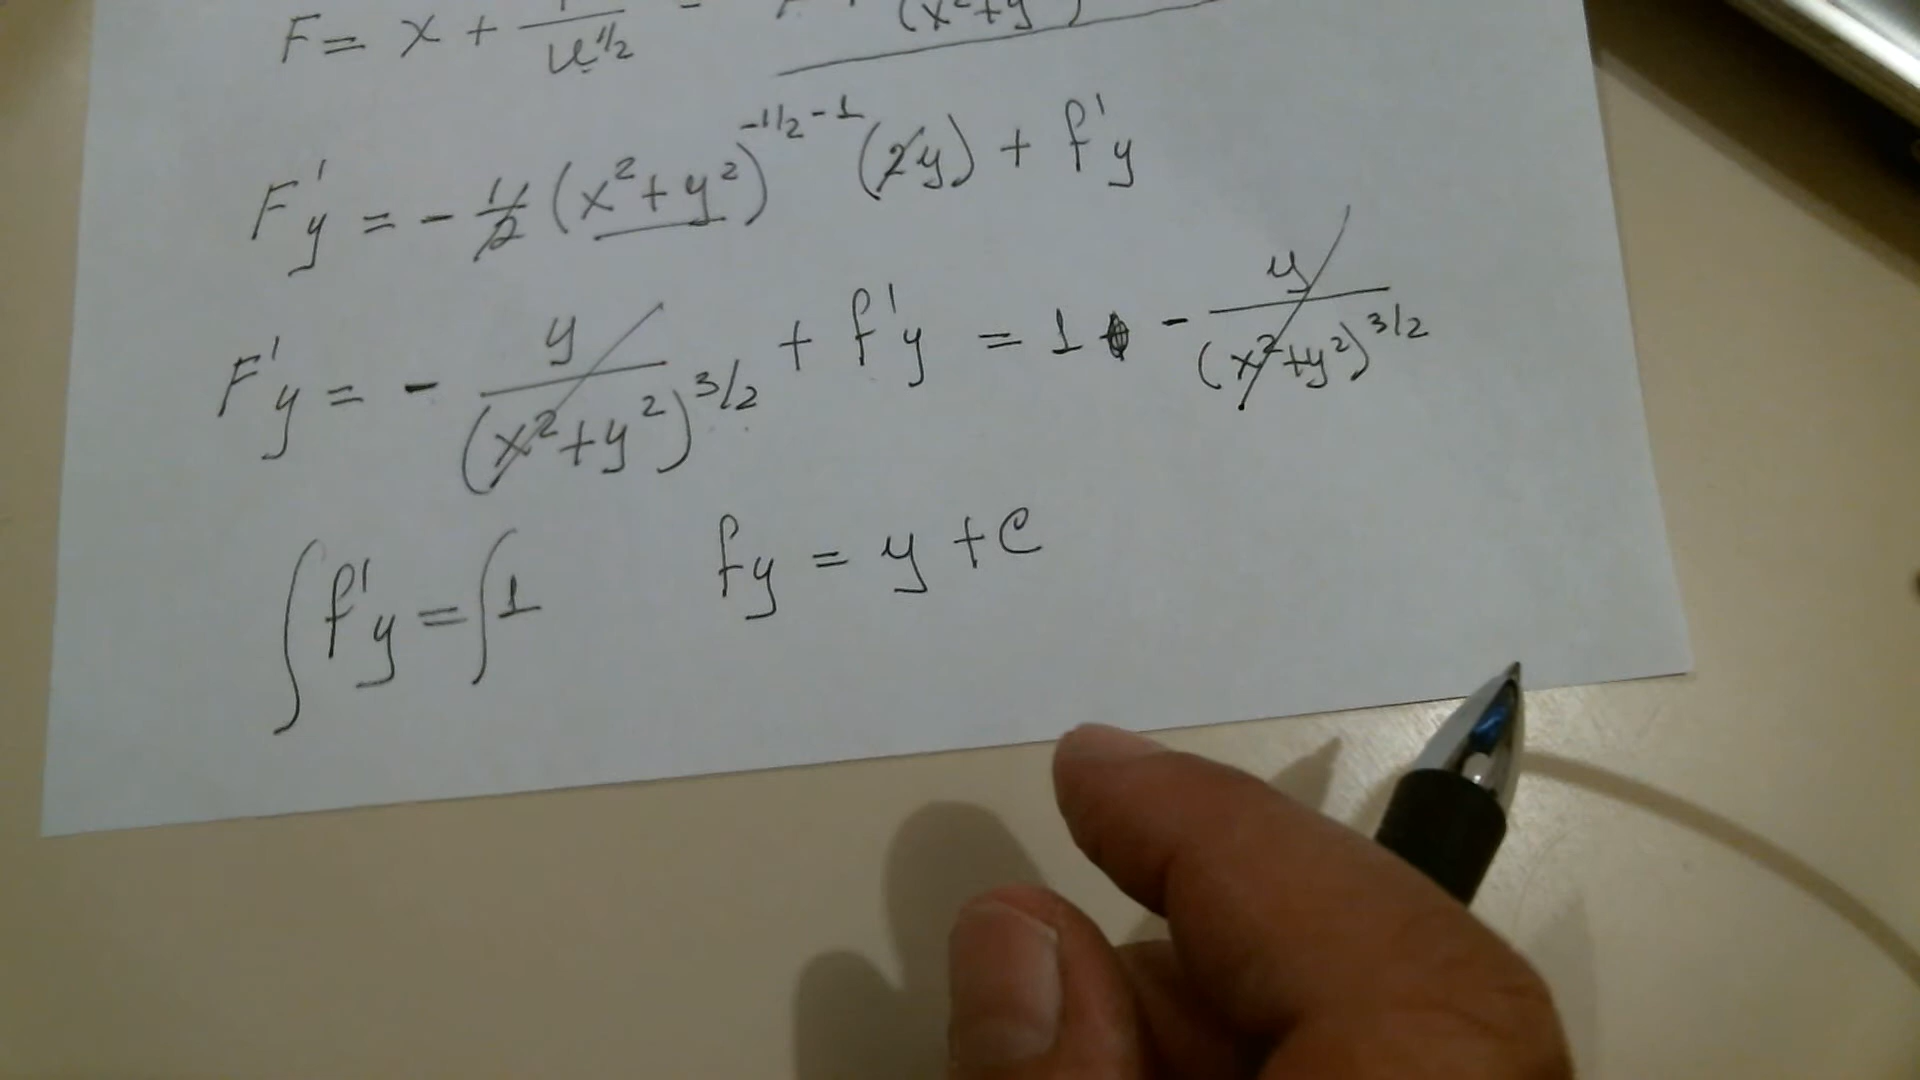 F = x + 1/u^1/2 - (x²+y
F'y = - 1/2 (x²+y²)^-1/2-1 (2y) + f'y
F'y = - y/(x²+y²)^3/2 + f'y = 1 - y/(x²+y²)^3/2
∫f'y = ∫1 fy = y + c